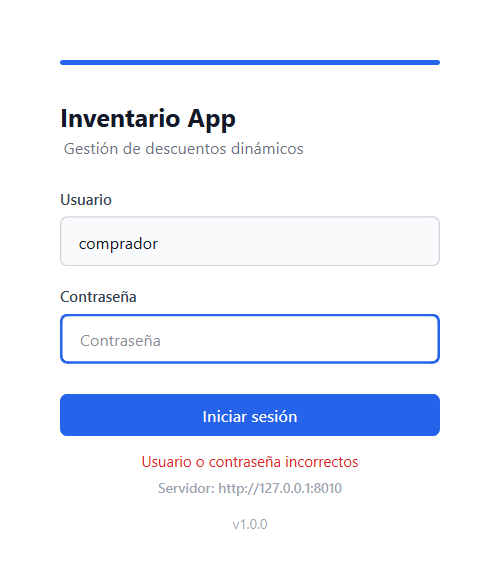 Inventario App
Gestión de descuentos dinámicos
Usuario
comprador
Contraseña
Contraseña
Iniciar sesión
Usuario o contraseña incorrectos
Servidor: http://127.0.0.1:8010
v1.0.0